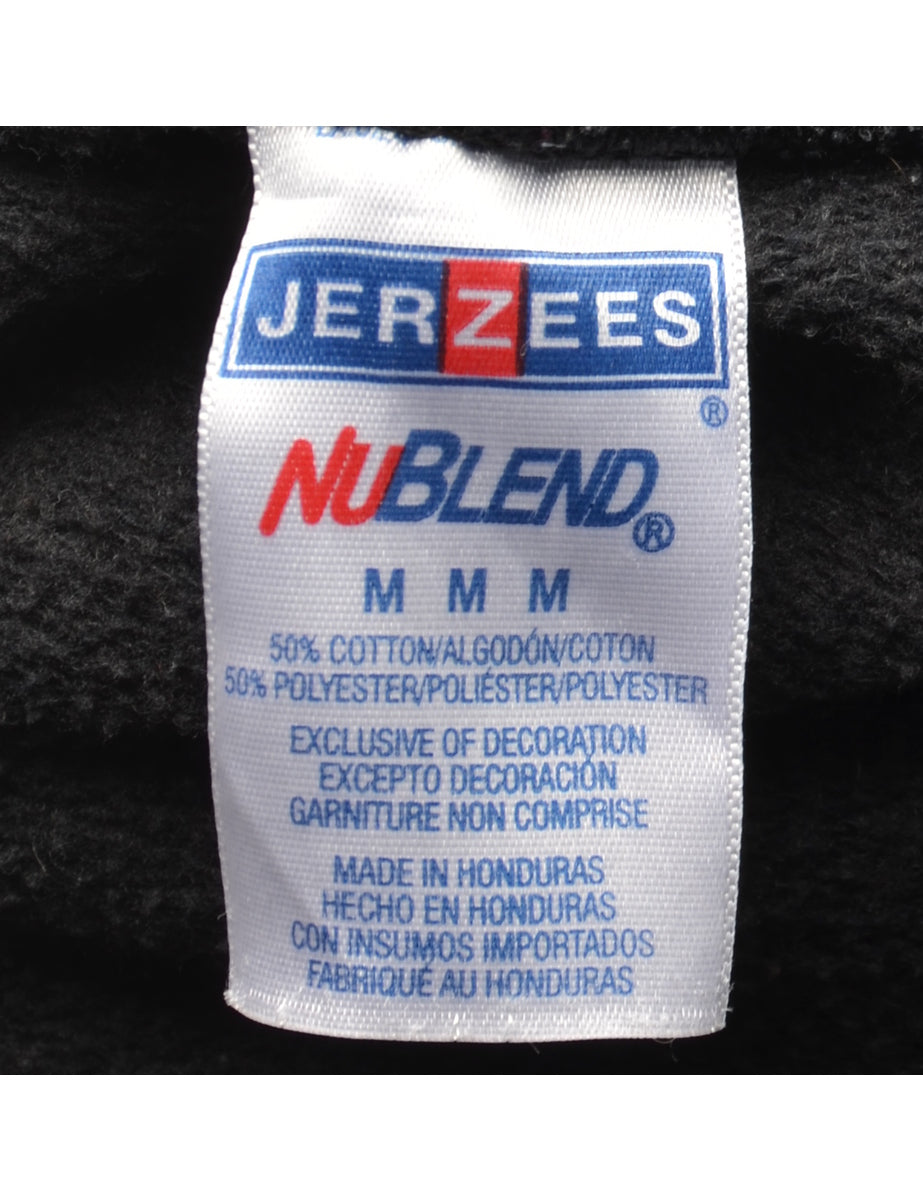 JERZEES
®
NUBLEND®
M M M
50% COTTON/ALGODÓN/COTON
50% POLYESTER/POLIÉSTER/POLYESTER
EXCLUSIVE OF DECORATION
EXCEPTO DECORACIÓN
GARNITURE NON COMPRISE
MADE IN HONDURAS
HECHO EN HONDURAS
CON INSUMOS IMPORTADOS
FABRIQUÉ AU HONDURAS